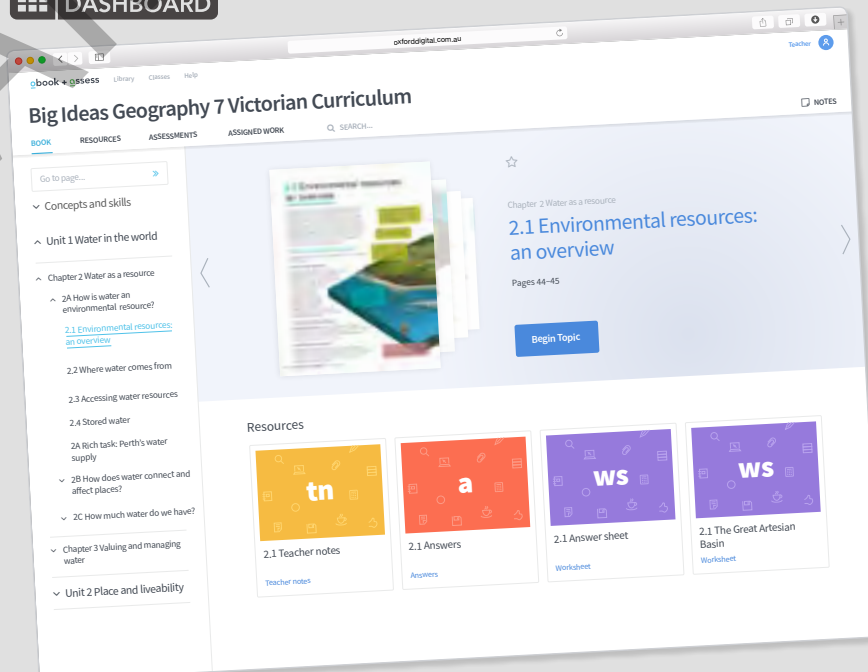 DASHBOARD
oxforddigital.com.au
obook + assess
Library
Classes
Help
Teacher
Big Ideas Geography 7 Victorian Curriculum
BOOK
RESOURCES
ASSESSMENTS
ASSIGNED WORK
SEARCH...
NOTES
Go to page...
Concepts and skills
Unit 1 Water in the world
Chapter 2 Water as a resource
2A How is water an
environmental resource?
2.1 Environmental resources:
an overview
2.2 Where water comes from
2.3 Accessing water resources
2.4 Stored water
2A Rich task: Perth's water
supply
2B How does water connect and
affect places?
2C How much water do we have?
Chapter 3 Valuing and managing
water
Unit 2 Place and liveability
2.1 Environmental resources:
an overview
Chapter 2 Water as a resource
2.1 Environmental resources:
an overview
Pages 44–45
Begin Topic
Resources
tn
2.1 Teacher notes
Teacher notes
a
2.1 Answers
Answers
ws
2.1 Answer sheet
Worksheet
ws
2.1 The Great Artesian
Basin
Worksheet